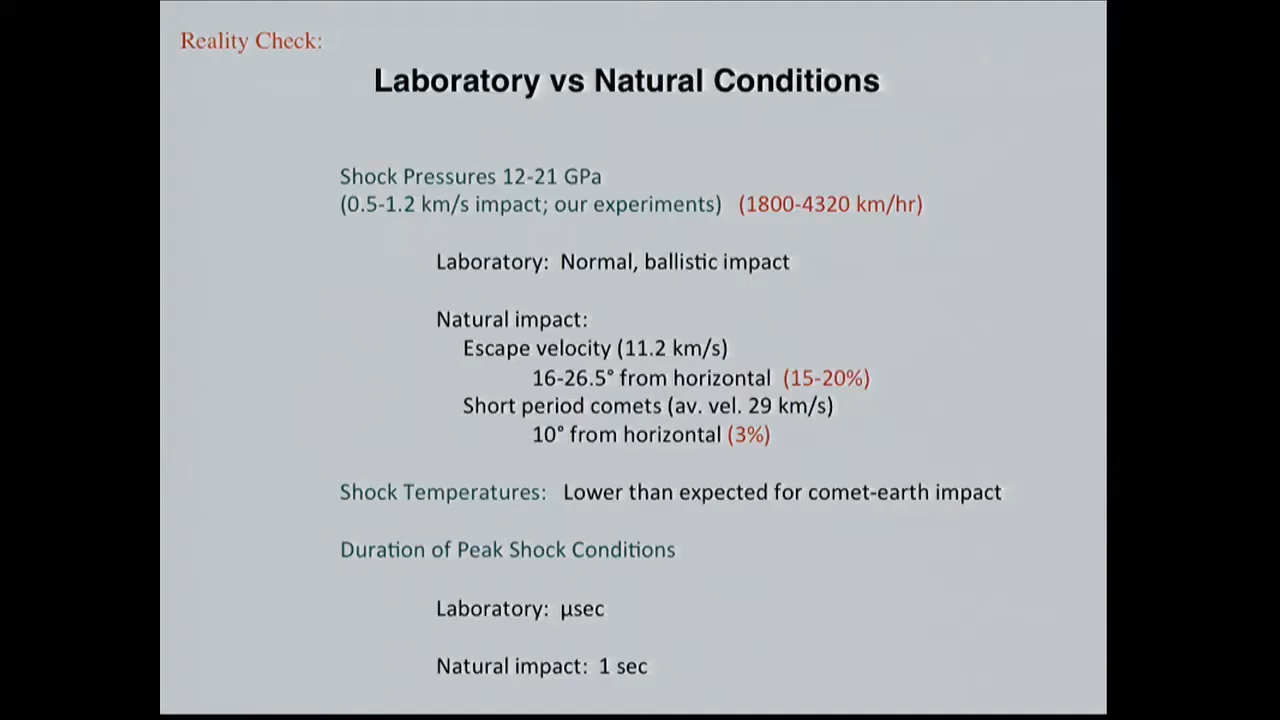 Reality Check:
Laboratory vs Natural Conditions
Shock Pressures 12-21 GPa
(0.5-1.2 km/s impact; our experiments) (1800-4320 km/hr)
Laboratory: Normal, ballistic impact
Natural impact:
Escape velocity (11.2 km/s)
16-26.5° from horizontal (15-20%)
Short period comets (av. vel. 29 km/s)
10° from horizontal (3%)
Shock Temperatures: Lower than expected for comet-earth impact
Duration of Peak Shock Conditions
Laboratory: µsec
Natural impact: 1 sec